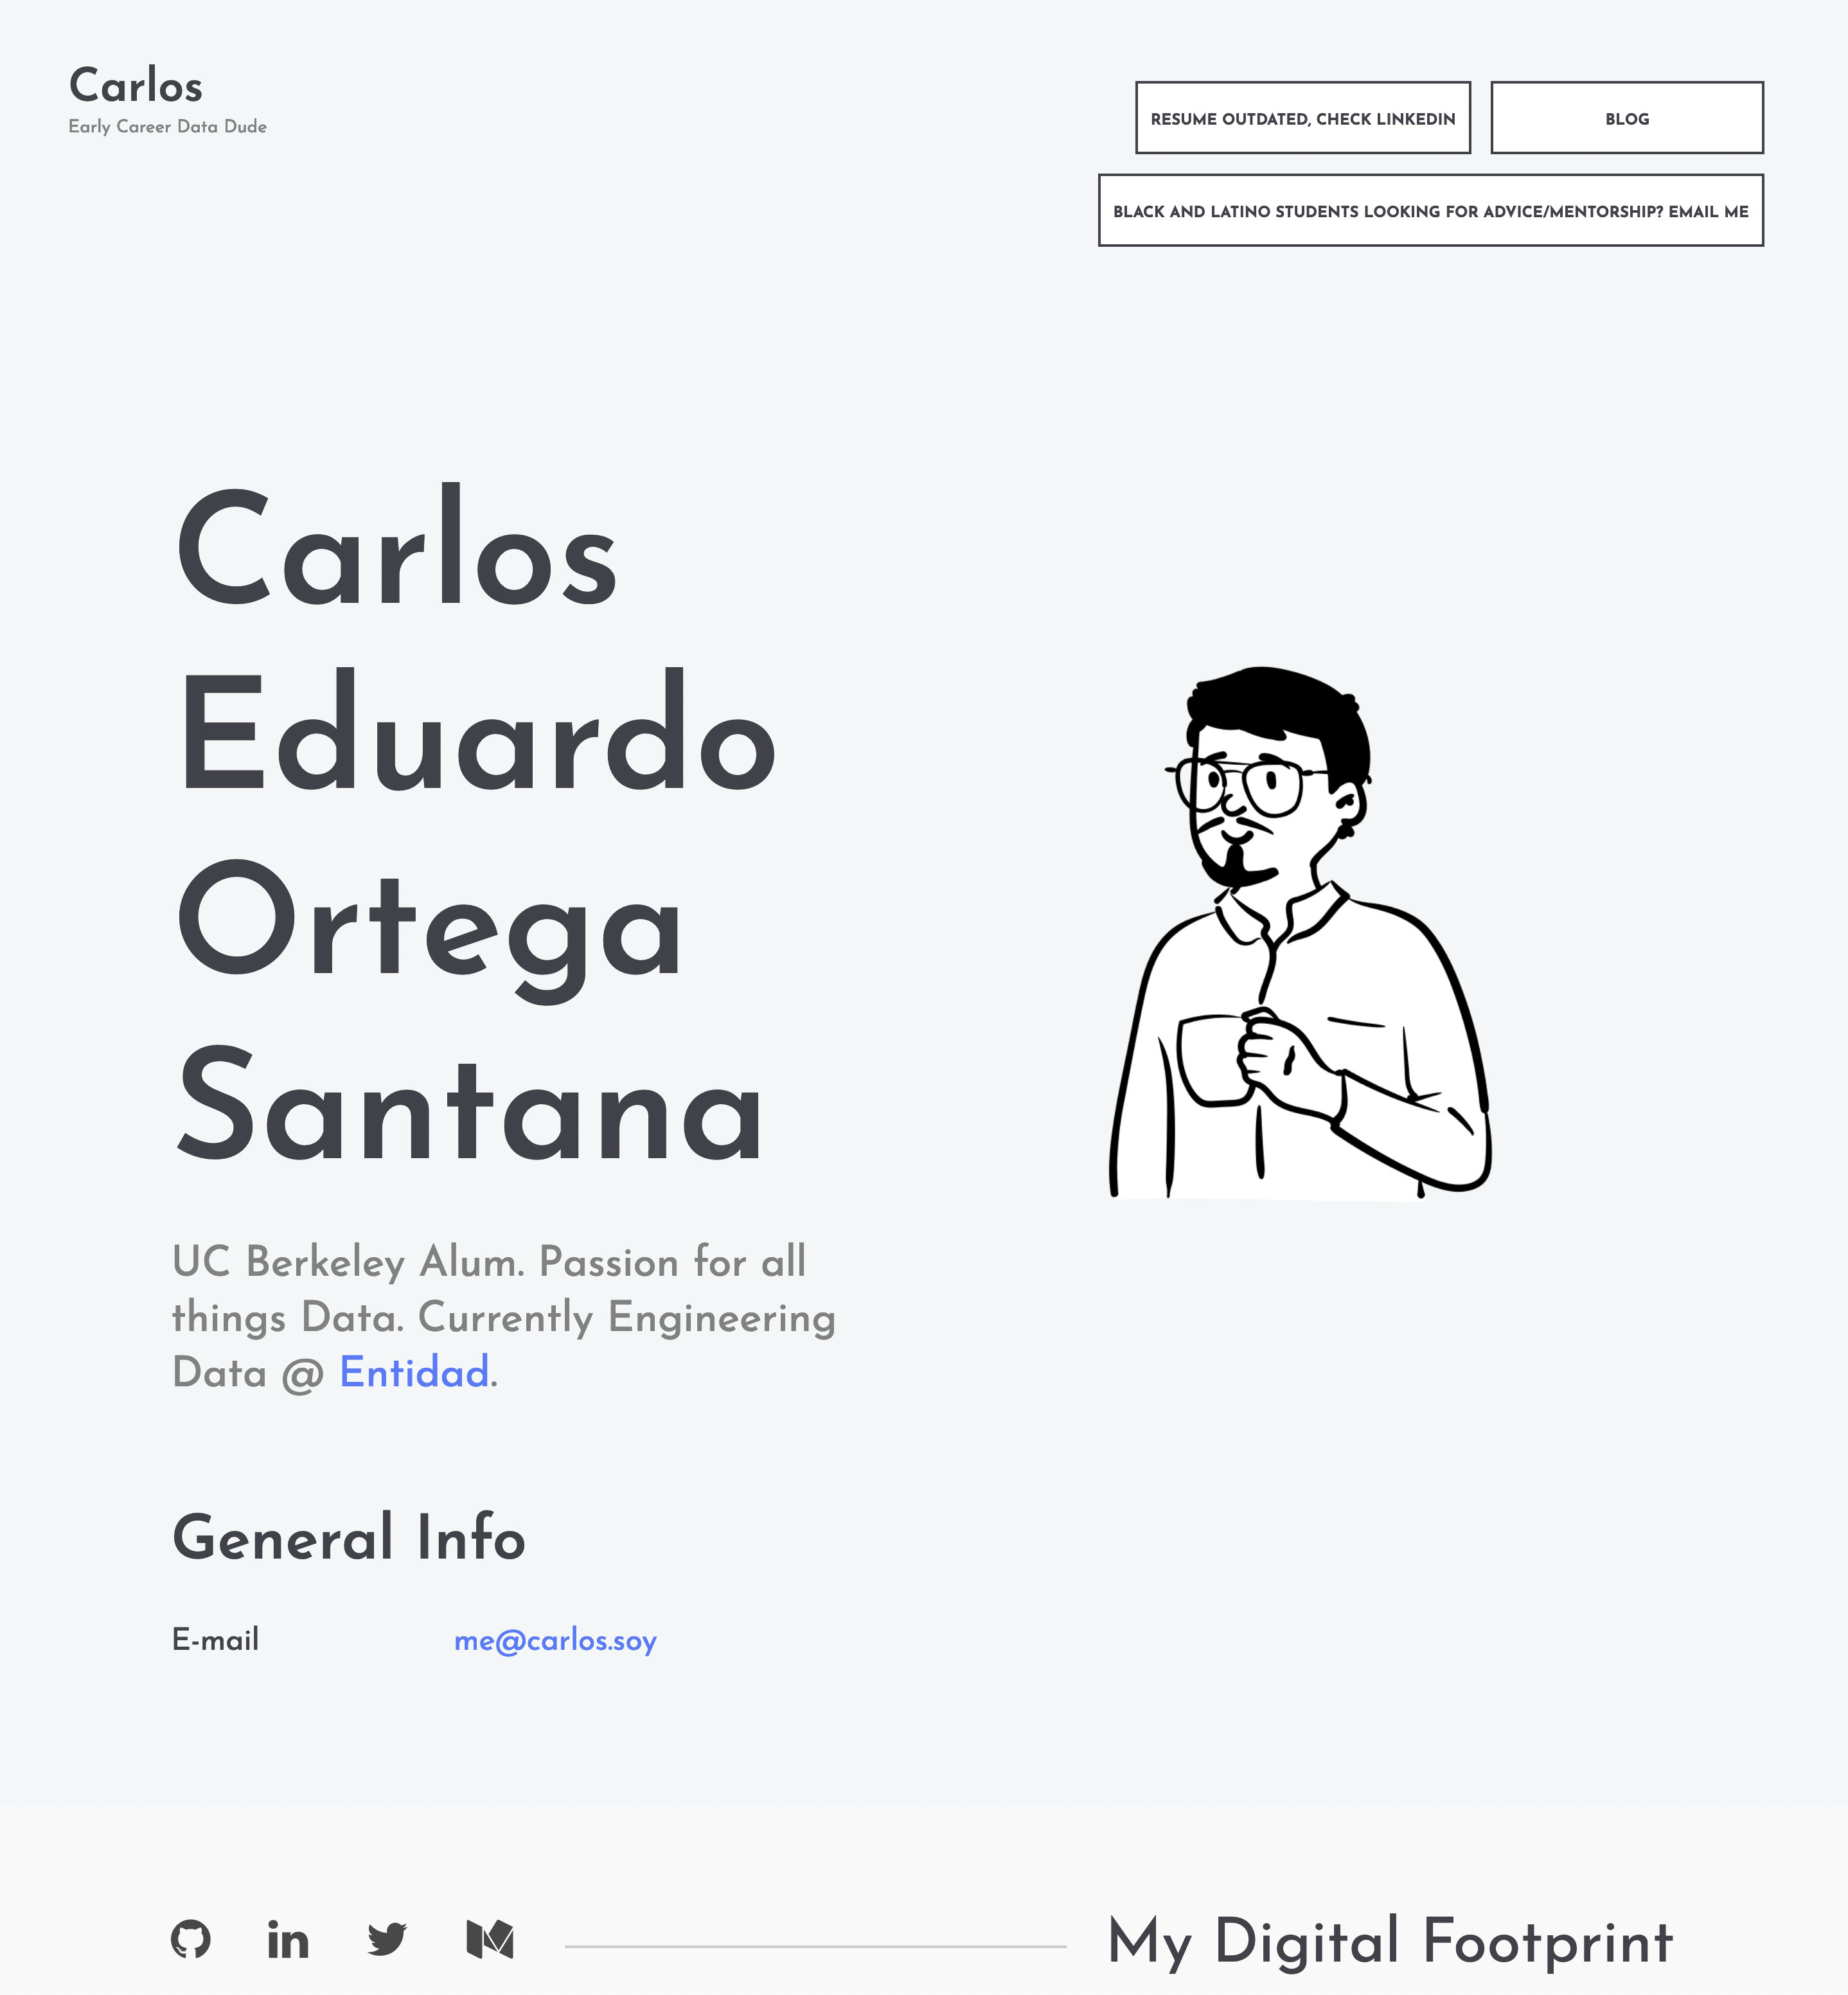 Carlos
Early Career Data Dude
RESUME OUTDATED, CHECK LINKEDIN
BLOG
BLACK AND LATINO STUDENTS LOOKING FOR ADVICE/MENTORSHIP? EMAIL ME
Carlos
Eduardo
Ortega
Santana
UC Berkeley Alum. Passion for all
things Data. Currently Engineering
Data @ Entidad.
General Info
E-mail
me@carlos.soy
My Digital Footprint